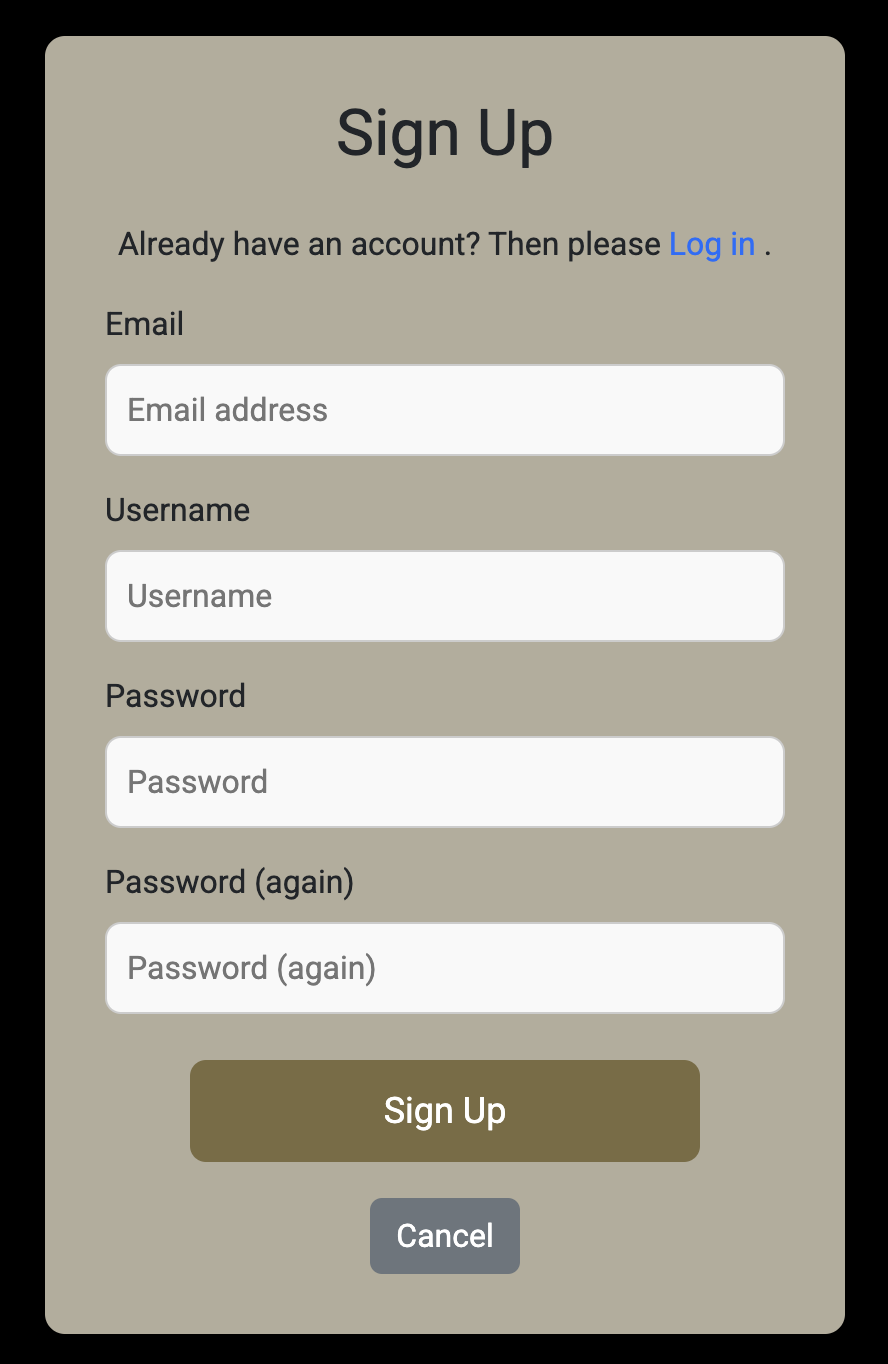 Sign Up
Already have an account? Then please Log in .
Email
Email address
Username
Username
Password
Password
Password (again)
Password (again)
Sign Up
Cancel